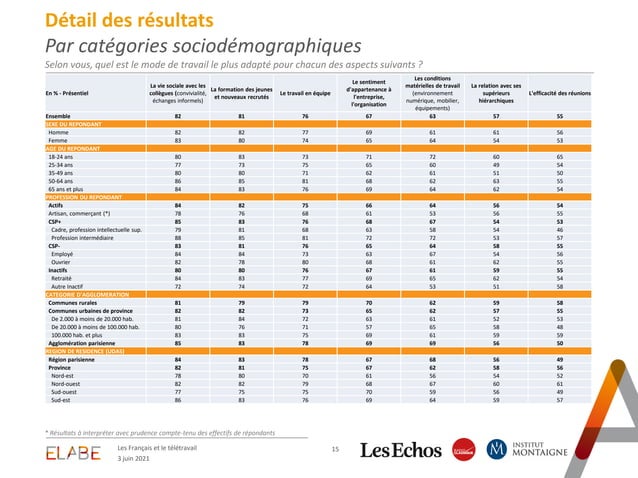 Détail des résultats
Par catégories sociodémographiques
Selon vous, quel est le mode de travail le plus adapté pour chacun des aspects suivants ?
En % - Présentiel | La vie sociale avec les collègues (convivialité, échanges informels) | La formation des jeunes et nouveaux recrutés | Le travail en équipe | Le sentiment d'appartenance à l'entreprise, l'organisation | Les conditions matérielles de travail (environnement numérique, mobilier, équipements) | La relation avec ses supérieurs hiérarchiques | L'efficacité des réunions
Ensemble 82 81 76 67 63 57 55
SEXE DU REPONDANT
Homme 82 82 77 69 61 61 56
Femme 83 80 74 65 64 54 53
AGE DU REPONDANT
18-24 ans 80 83 73 71 72 60 65
25-34 ans 77 73 75 65 60 49 54
35-49 ans 80 80 71 62 61 51 50
50-64 ans 86 85 81 68 62 63 55
65 ans et plus 84 83 76 69 64 62 54
PROFESSION DU REPONDANT
Actifs 84 82 75 66 64 56 54
Artisan, commerçant (*) 78 76 68 61 53 56 55
CSP+ 85 83 76 68 67 54 53
Cadre, profession intellectuelle sup. 79 81 68 63 58 54 46
Profession intermédiaire 88 85 81 72 72 53 57
CSP- 83 81 76 65 64 58 55
Employé 84 84 73 63 67 54 56
Ouvrier 82 78 80 68 61 62 55
Inactifs 80 80 76 67 61 59 55
Retraité 84 83 77 69 65 62 54
Autre Inactif 72 74 72 64 53 51 58
CATEGORIE D'AGGLOMERATION
Communes rurales 81 79 79 70 62 59 58
Communes urbaines de province 82 82 73 65 62 57 55
De 2.000 à moins de 20.000 hab. 81 84 72 63 61 52 53
De 20.000 à moins de 100.000 hab. 80 76 71 57 65 58 48
100.000 hab. et plus 83 83 75 69 61 59 59
Agglomération parisienne 85 83 78 69 69 56 50
REGION DE RESIDENCE (UDA5)
Région parisienne 84 83 78 67 68 56 49
Province 82 81 75 67 62 58 56
Nord-est 78 80 70 61 56 54 52
Nord-ouest 82 82 79 68 67 60 61
Sud-ouest 77 75 75 70 59 56 49
Sud-est 86 83 76 69 64 59 57
* Résultats à interpréter avec prudence compte-tenu des effectifs de répondants
ELABE
Les Français et le télétravail
3 juin 2021
15
LesEchos
RADIO CLASSIQUE
M
INSTITUT MONTAIGNE